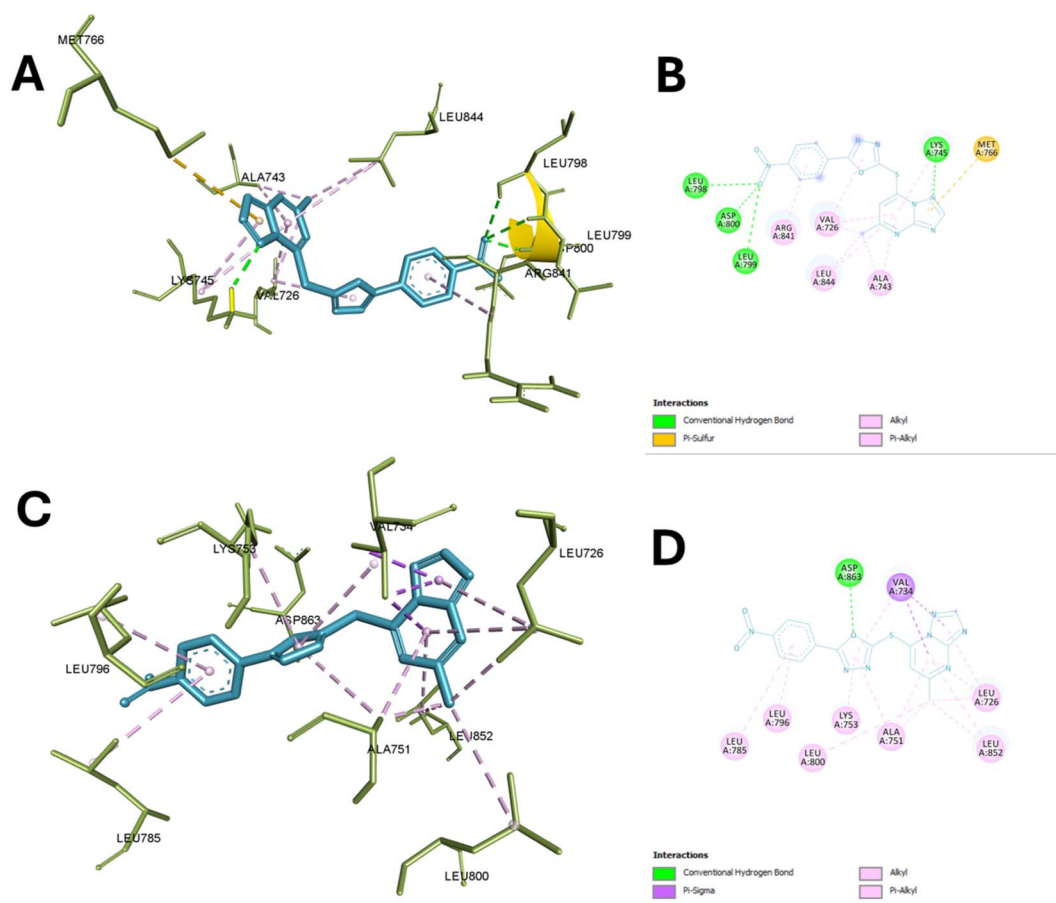 A
MET766
LEU844
LEU798
ALA743
LEU799
P800
ARG841
LYS745
VAL726
B
LYS
A:745
MET
A:766
LEU
A:798
ASP
A:800
LEU
A:799
ARG
A:841
VAL
A:726
LEU
A:844
ALA
A:743
N
N
O
S
N
N
N
O
N
O
Interactions
Conventional Hydrogen Bond
Alkyl
Pi-Sulfur
Pi-Alkyl
C
VAL734
LYS753
LEU726
ASP863
LEU796
ALA751
LEU852
LEU785
LEU800
D
ASP
A:863
VAL
A:734
O
N
O
O
S
N
N
N
N
N
N
LEU
A:726
LEU
A:796
LYS
A:753
ALA
A:751
LEU
A:785
LEU
A:800
LEU
A:852
Interactions
Conventional Hydrogen Bond
Alkyl
Pi-Sigma
Pi-Alkyl